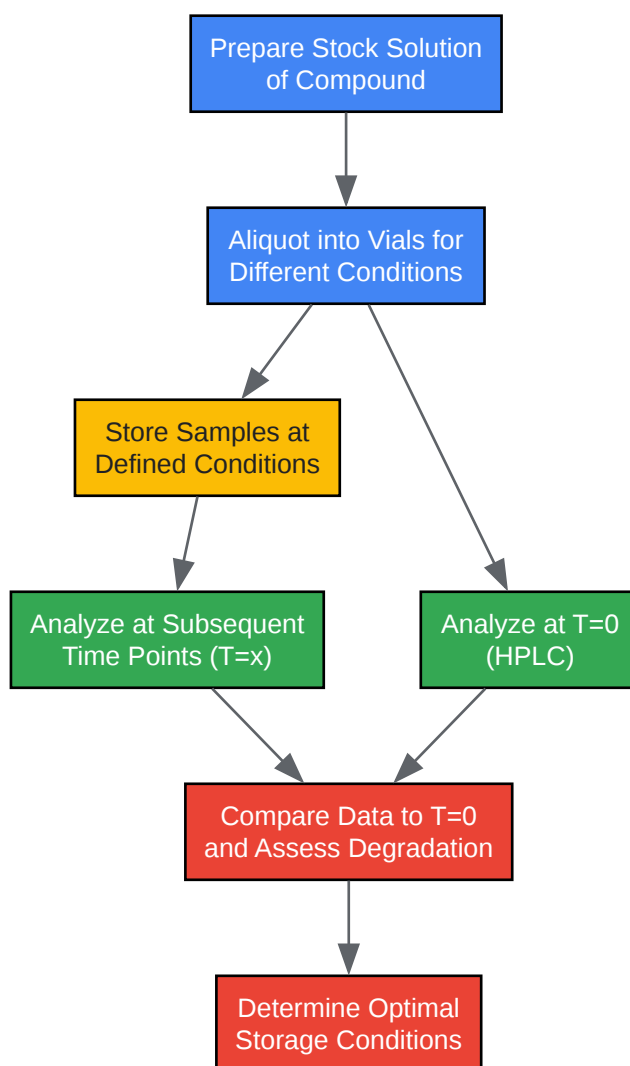 Prepare Stock Solution
of Compound
Aliquot into Vials for
Different Conditions
Store Samples at
Defined Conditions
Analyze at Subsequent
Time Points (T=x)
Analyze at T=0
(HPLC)
Compare Data to T=0
and Assess Degradation
Determine Optimal
Storage Conditions